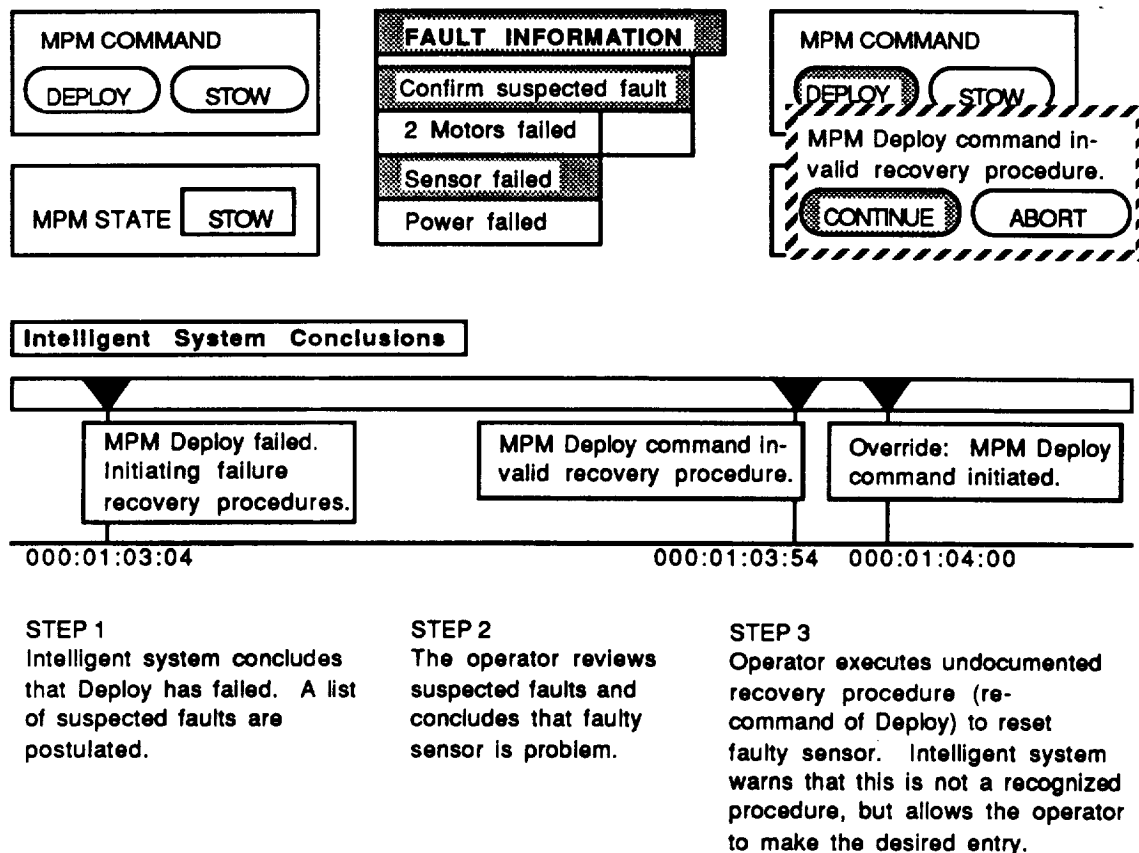 MPM COMMAND
DEPLOY
STOW
MPM STATE
STOW
FAULT INFORMATION
Confirm suspected fault
2 Motors failed
Sensor failed
Power failed
MPM COMMAND
DEPLOY
STOW
MPM Deploy command in-
valid recovery procedure.
CONTINUE
ABORT
Intelligent System Conclusions
MPM Deploy failed.
Initiating failure
recovery procedures.
MPM Deploy command in-
valid recovery procedure.
Override: MPM Deploy
command initiated.
000:01:03:04
000:01:03:54
000:01:04:00
STEP 1
Intelligent system concludes
that Deploy has failed. A list
of suspected faults are
postulated.
STEP 2
The operator reviews
suspected faults and
concludes that faulty
sensor is problem.
STEP 3
Operator executes undocumented
recovery procedure (re-
command of Deploy) to reset
faulty sensor. Intelligent system
warns that this is not a recognized
procedure, but allows the operator
to make the desired entry.